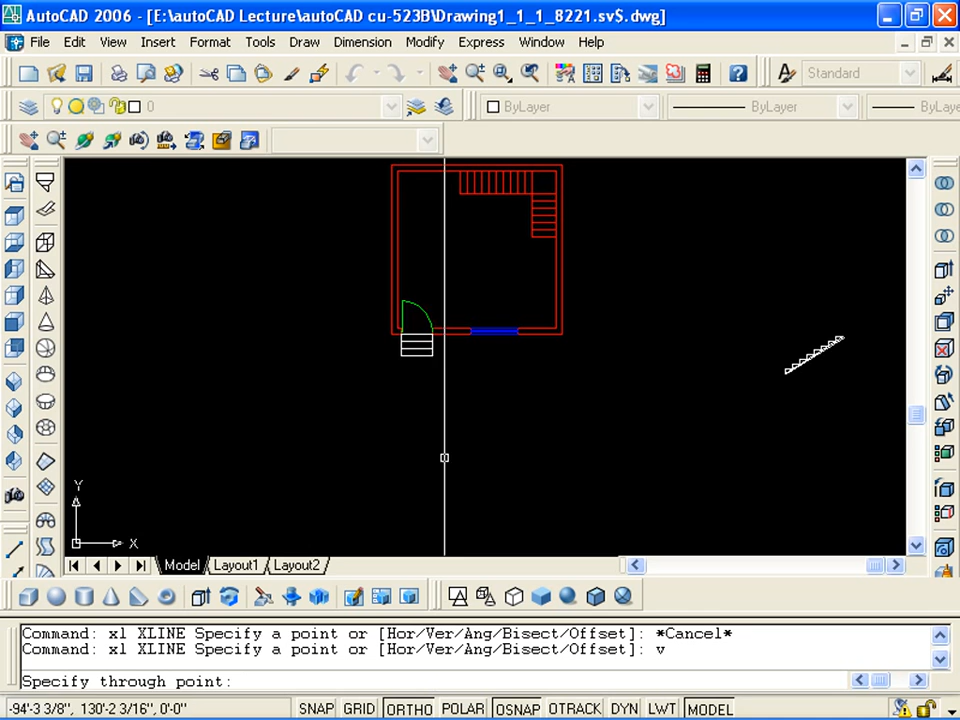 AutoCAD 2006 - [E:\autoCAD Lecture\autoCAD cu-523B\Drawing1_1_1_8221.sv$.dwg]
File Edit View Insert Format Tools Draw Dimension Modify Express Window Help
Standard
0 ByLayer ByLayer ByLaye
Y
X
Model Layout1 Layout2
Command: xl XLINE Specify a point or [Hor/Ver/Ang/Bisect/Offset]: *Cancel*
Command: xl XLINE Specify a point or [Hor/Ver/Ang/Bisect/Offset]: v
Specify through point:
-94'-3 3/8", 130'-2 3/16", 0'-0" SNAP GRID ORTHO POLAR OSNAP OTRACK DYN LWT MODEL